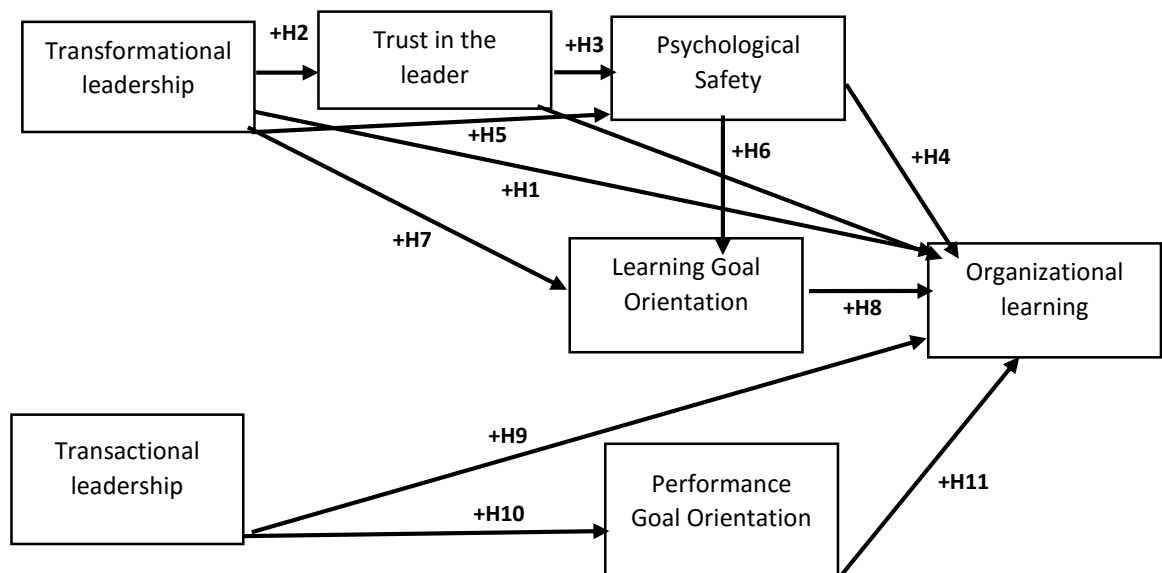 Transformational
leadership
+H2
Trust in the
leader
+H3
Psychological
Safety
+H5
+H6
+H4
+H1
+H7
Learning Goal
Orientation
+H8
Organizational
learning
Transactional
leadership
+H9
+H10
Performance
Goal Orientation
+H11